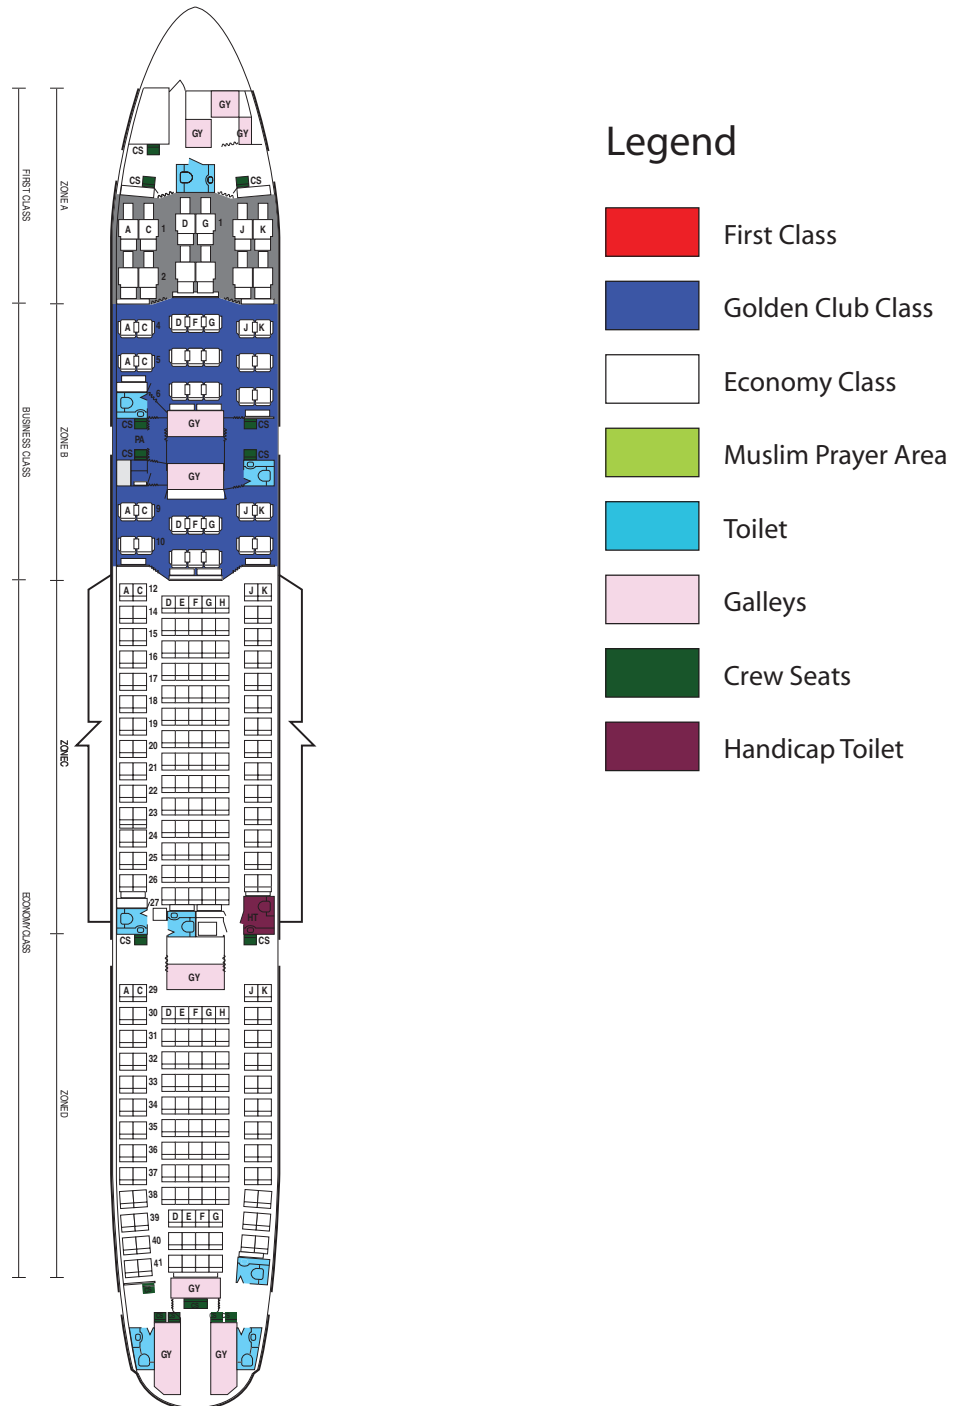 GY
GY GY
CS
CS CS
FIRST CLASS
ZONE A
A C 1 D G 1 J K
2
A C 4 D F G J K
A C 5
6
BUSINESS CLASS
ZONE B
CS GY CS
PA
CS CS
GY
A C 9 D F G J K
10
A C 12 J K
D E F G H
14
15
16
17
18
19
ZONEC
20
21
22
23
24
25
26
27
ECONOMYCLASS
HT
CS CS
GY
A C 29 J K
30 D E F G H
31
32
33
ZONED
34
35
36
37
38
39 D E F G
40
41
GY
GY GY
Legend
First Class
Golden Club Class
Economy Class
Muslim Prayer Area
Toilet
Galleys
Crew Seats
Handicap Toilet